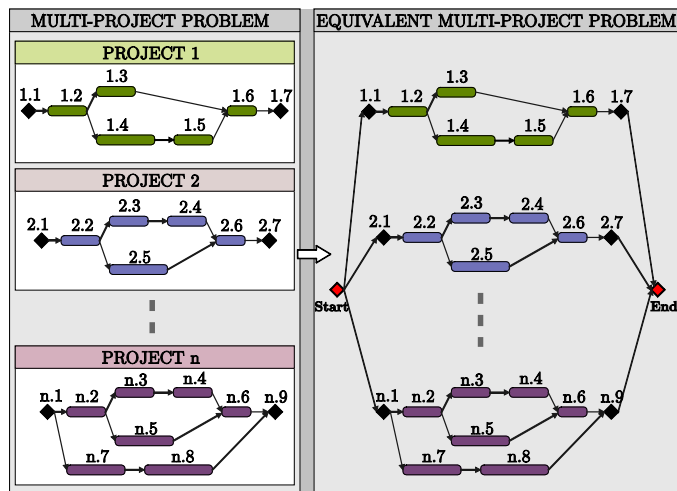 MULTI-PROJECT PROBLEM
PROJECT 1
1.1 1.2 1.3 1.6 1.7
1.4 1.5
PROJECT 2
2.1 2.2 2.3 2.4 2.6 2.7
2.5
PROJECT n
n.1 n.2 n.3 n.4 n.6 n.9
n.5
n.7 n.8
EQUIVALENT MULTI-PROJECT PROBLEM
1.1 1.2 1.3 1.6 1.7
1.4 1.5
2.1 2.2 2.3 2.4 2.6 2.7
2.5
Start End
n.1 n.2 n.3 n.4 n.6 n.9
n.5
n.7 n.8